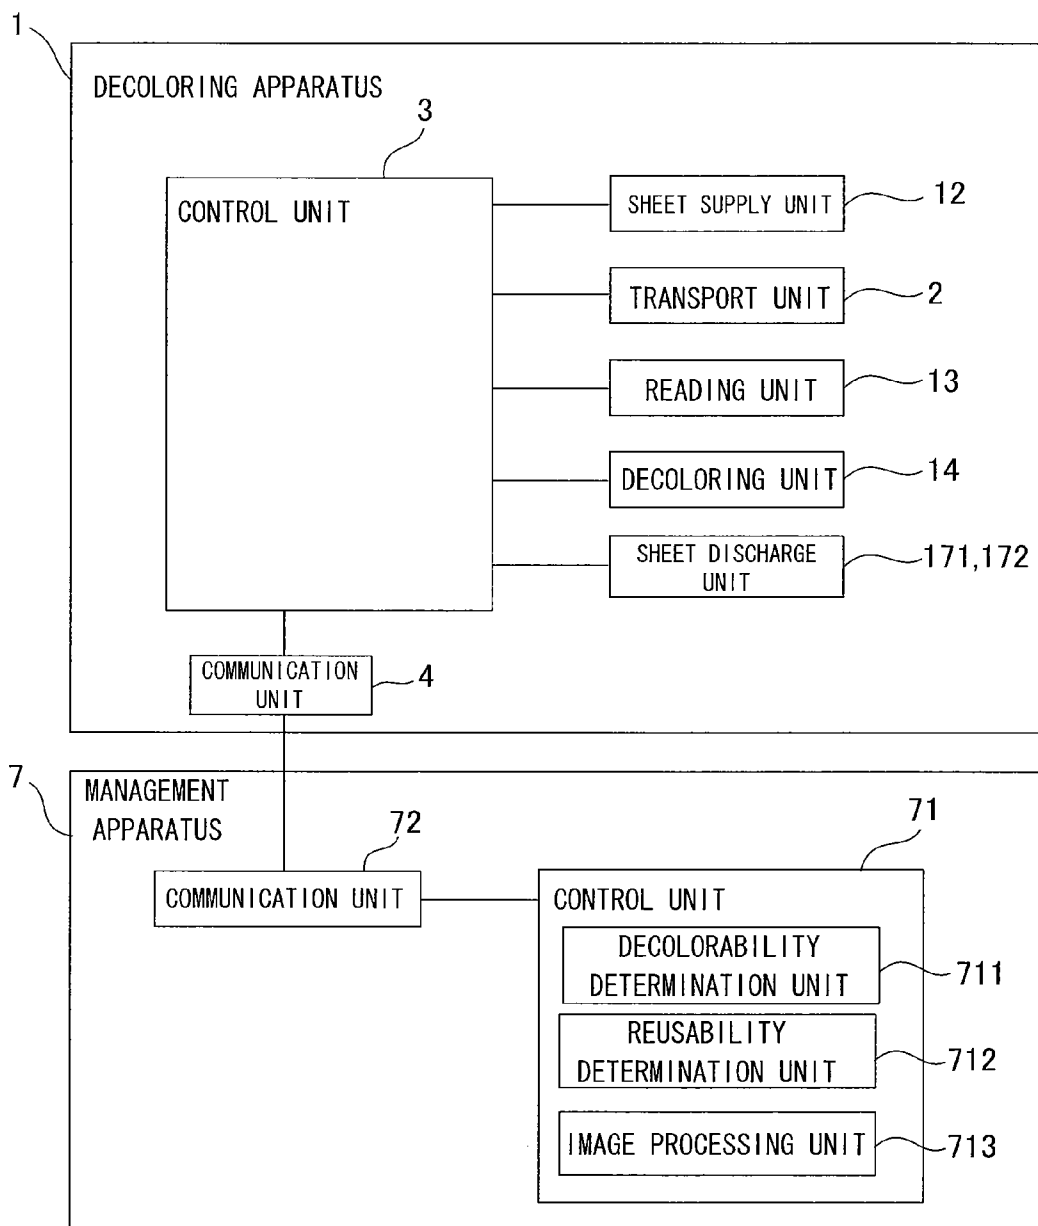 1
DECOLORING APPARATUS
3
CONTROL UNIT
SHEET SUPPLY UNIT
12
TRANSPORT UNIT
2
READING UNIT
13
DECOLORING UNIT
14
SHEET DISCHARGE
UNIT
171,172
COMMUNICATION
UNIT
4
7
MANAGEMENT
APPARATUS
72
COMMUNICATION UNIT
71
CONTROL UNIT
DECOLORABILITY
DETERMINATION UNIT
711
REUSABILITY
DETERMINATION UNIT
712
IMAGE PROCESSING UNIT
713